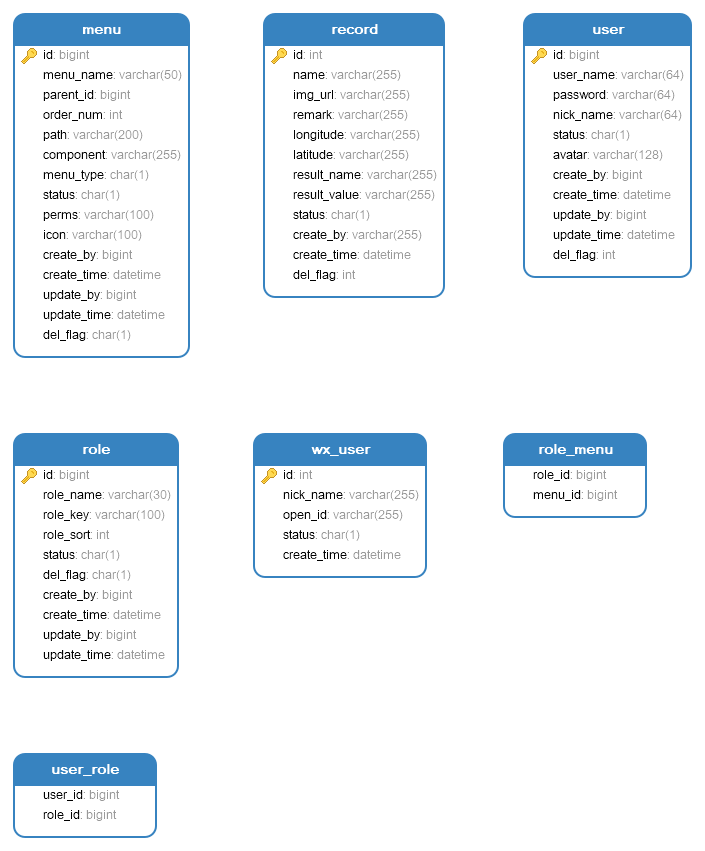 menu
id: bigint
menu_name: varchar(50)
parent_id: bigint
order_num: int
path: varchar(200)
component: varchar(255)
menu_type: char(1)
status: char(1)
perms: varchar(100)
icon: varchar(100)
create_by: bigint
create_time: datetime
update_by: bigint
update_time: datetime
del_flag: char(1)
record
id: int
name: varchar(255)
img_url: varchar(255)
remark: varchar(255)
longitude: varchar(255)
latitude: varchar(255)
result_name: varchar(255)
result_value: varchar(255)
status: char(1)
create_by: varchar(255)
create_time: datetime
del_flag: int
user
id: bigint
user_name: varchar(64)
password: varchar(64)
nick_name: varchar(64)
status: char(1)
avatar: varchar(128)
create_by: bigint
create_time: datetime
update_by: bigint
update_time: datetime
del_flag: int
role
id: bigint
role_name: varchar(30)
role_key: varchar(100)
role_sort: int
status: char(1)
del_flag: char(1)
create_by: bigint
create_time: datetime
update_by: bigint
update_time: datetime
wx_user
id: int
nick_name: varchar(255)
open_id: varchar(255)
status: char(1)
create_time: datetime
role_menu
role_id: bigint
menu_id: bigint
user_role
user_id: bigint
role_id: bigint